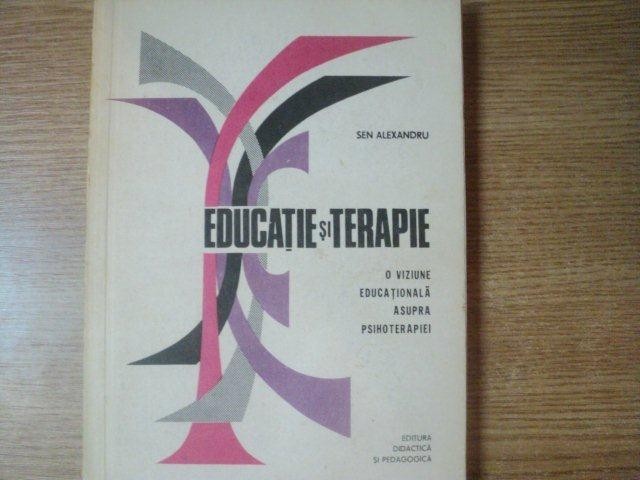 SEN ALEXANDRU
EDUCAȚIE ȘI TERAPIE
O VIZIUNE
EDUCAȚIONALĂ
ASUPRA
PSIHOTERAPIEI
EDITURA
DIDACTICĂ
ȘI PEDAGOGICĂ